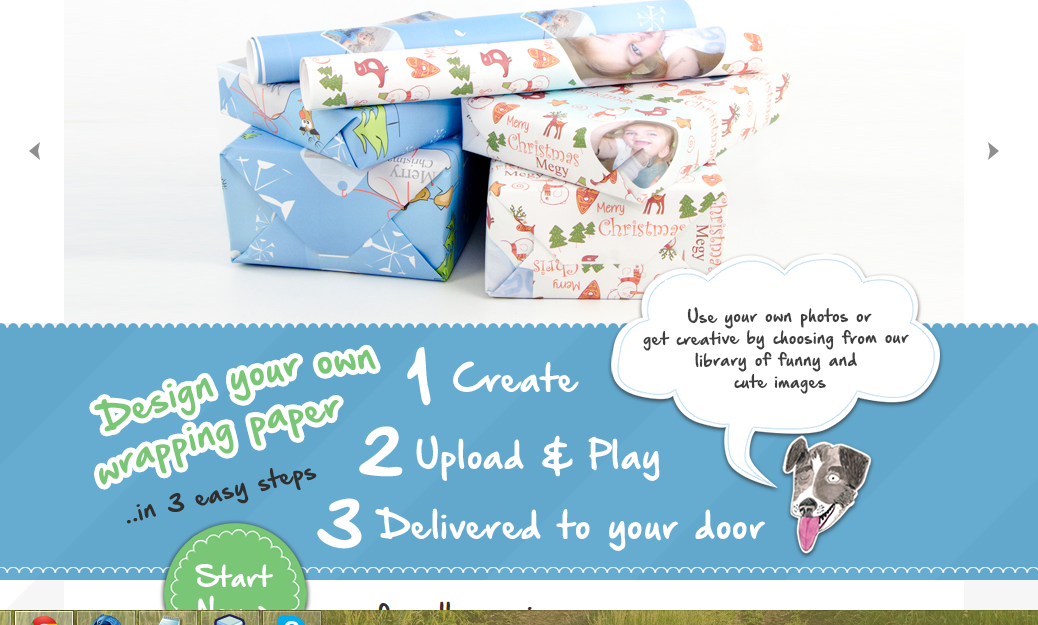 Merry
Christmas
Megy
Merry
Christmas
Merry
Christmas
Megy
Christmas
Merry
Design your own
wrapping paper
..in 3 easy steps
1 Create
2 Upload & Play
3 Delivered to your door
Use your own photos or
get creative by choosing from our
library of funny and
cute images
Start